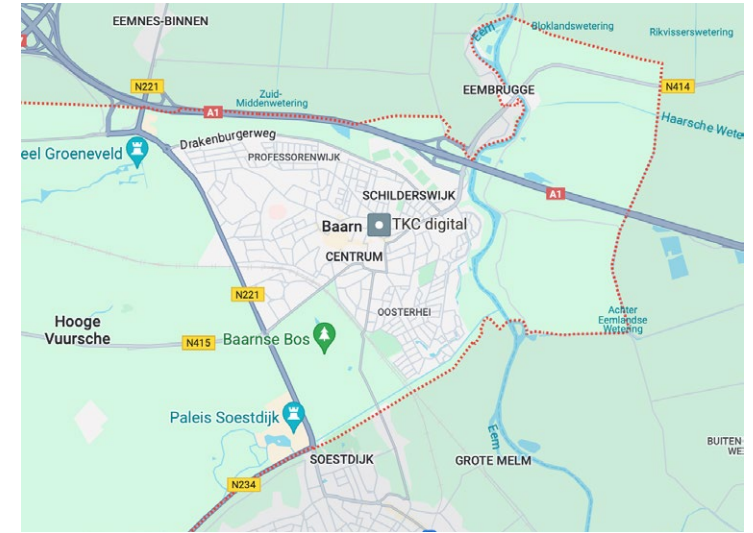 EEMNES-BINNEN
Eem
Bloklandswetering
Rikvisserswetering
N221
Zuid-
Middenwetering
EEMBRUGGE
N414
A1
Drakenburgerweg
Haarsche Wete
eel Groeneveld
PROFESSORENWIJK
SCHILDERSWIJK
A1
Baarn
TKC digital
CENTRUM
N221
Hooge
Vuursche
OOSTERHEI
Achter
Eemlandse
Wetering
N415
Baarnse Bos
Paleis Soestdijk
Eem
SOESTDIJK
GROTE MELM
BUITEN
WE
N234